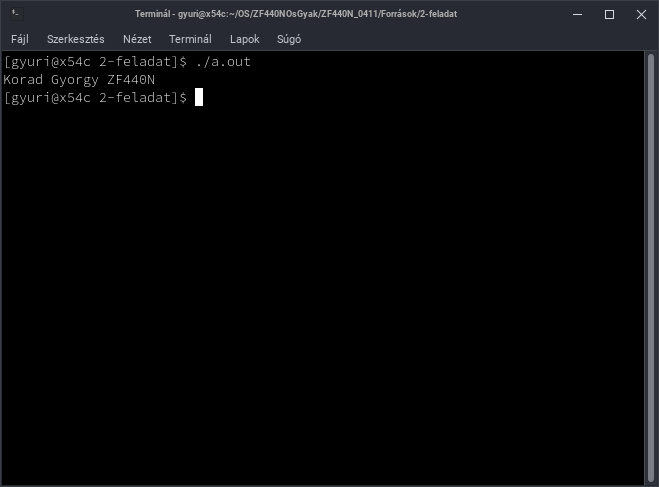 Terminál - gyuri@x54c:~/OS/ZF440NOsGyak/ZF440N_0411/Források/2-feladat
Fájl Szerkesztés Nézet Terminál Lapok Súgó
[gyuri@x54c 2-feladat]$ ./a.out
Korad Gyorgy ZF440N
[gyuri@x54c 2-feladat]$